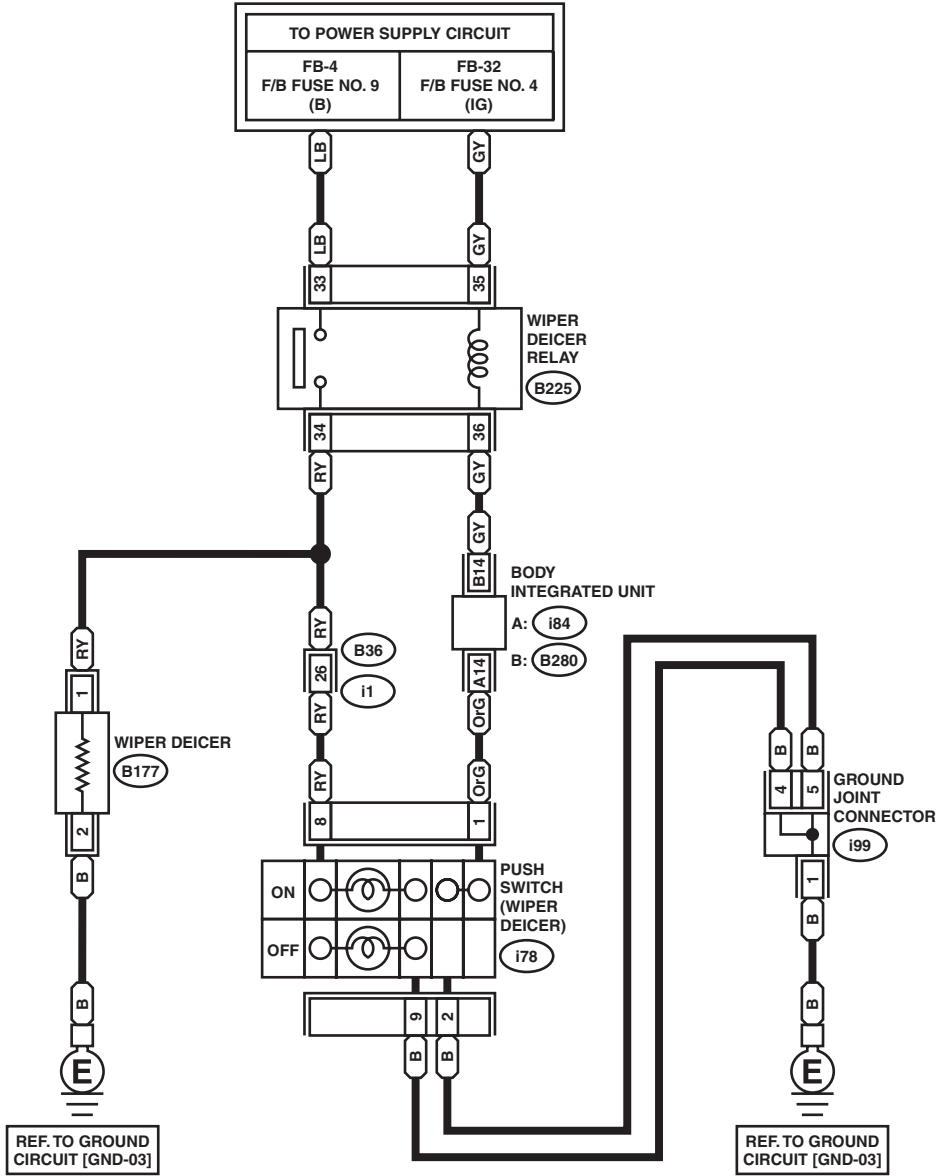 TO POWER SUPPLY CIRCUIT
FB-4
F/B FUSE NO. 9
(B)
FB-32
F/B FUSE NO. 4
(IG)
LB
GY
LB
GY
33
35
WIPER
DEICER
RELAY
B225
34
36
RY
GY
GY
B14
BODY
INTEGRATED UNIT
A: i84
B: B280
A14
OrG
OrG
RY
B36
26
i1
RY
RY
RY
1
WIPER DEICER
B177
2
B
B
E
REF. TO GROUND
CIRCUIT [GND-03]
8
1
ON
OFF
PUSH
SWITCH
(WIPER
DEICER)
i78
9
2
B
B
B
B
4
5
GROUND
JOINT
CONNECTOR
i99
1
B
B
E
REF. TO GROUND
CIRCUIT [GND-03]